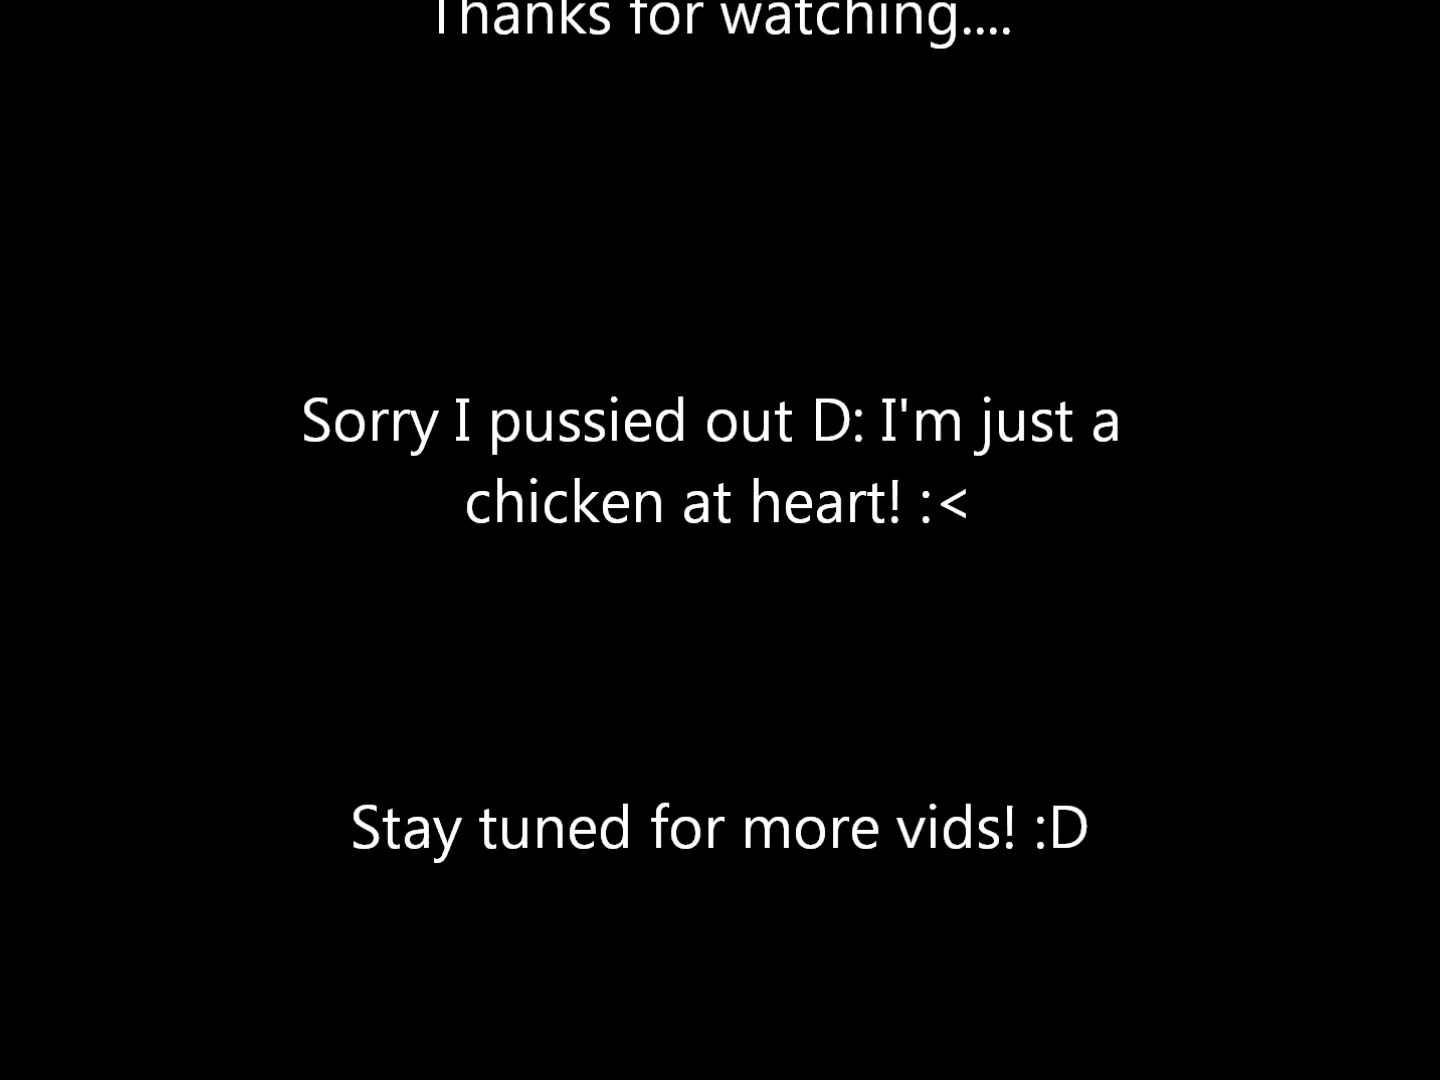 Thanks for watching....
Sorry I pussied out D: I'm just a
chicken at heart! :<
Stay tuned for more vids! :D